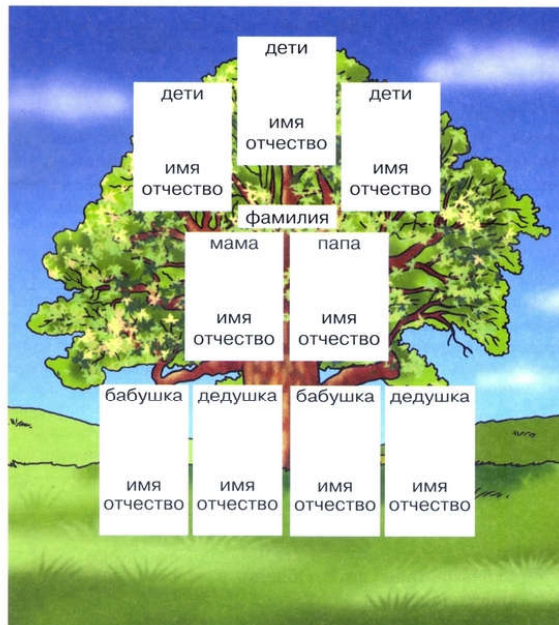 дети
имя
отчество
дети
имя
отчество
дети
имя
отчество
фамилия
мама
имя
отчество
папа
имя
отчество
бабушка
имя
отчество
дедушка
имя
отчество
бабушка
имя
отчество
дедушка
имя
отчество